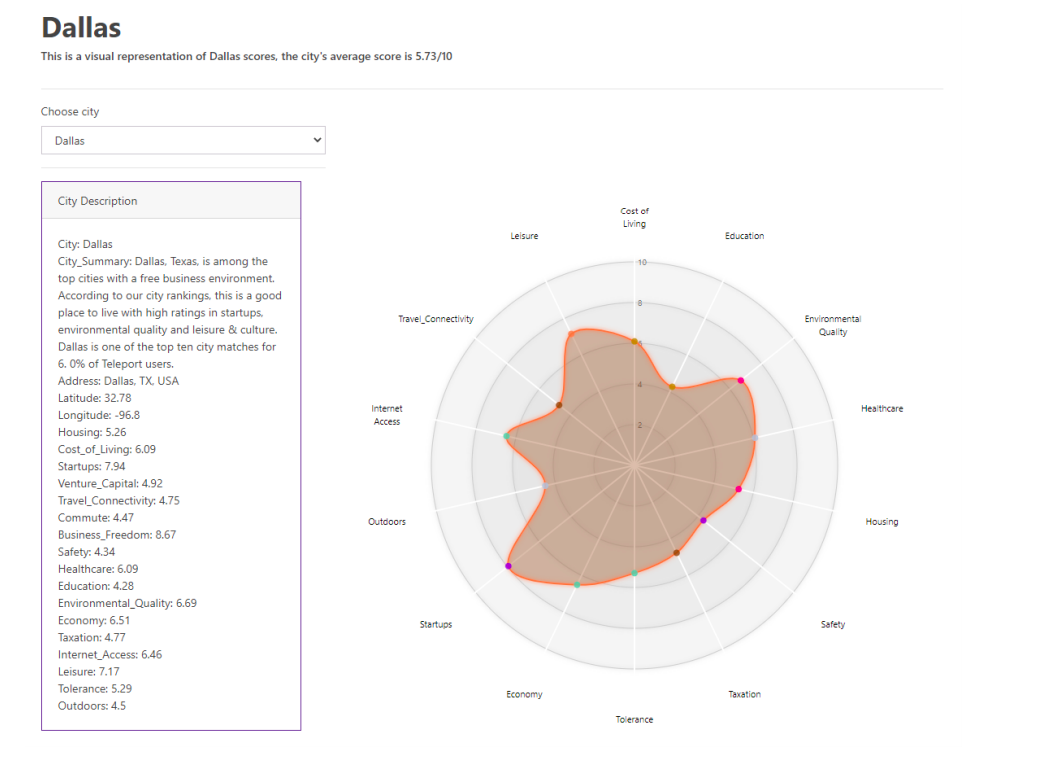 Dallas
This is a visual representation of Dallas scores, the city's average score is 5.73/10
Choose city
Dallas
City Description
City: Dallas
City_Summary: Dallas, Texas, is among the
top cities with a free business environment.
According to our city rankings, this is a good
place to live with high ratings in startups,
environmental quality and leisure & culture.
Dallas is one of the top ten city matches for
6. 0% of Teleport users.
Address: Dallas, TX, USA
Latitude: 32.78
Longitude: -96.8
Housing: 5.26
Cost_of_Living: 6.09
Startups: 7.94
Venture_Capital: 4.92
Travel_Connectivity: 4.75
Commute: 4.47
Business_Freedom: 8.67
Safety: 4.34
Healthcare: 6.09
Education: 4.28
Environmental_Quality: 6.69
Economy: 6.51
Taxation: 4.77
Internet_Access: 6.46
Leisure: 7.17
Tolerance: 5.29
Outdoors: 4.5
Cost of
Living
Education
Environmental
Quality
Healthcare
Housing
Safety
Taxation
Tolerance
Economy
Startups
Outdoors
Internet
Access
Travel_Connectivity
Leisure
10
8
6
4
2